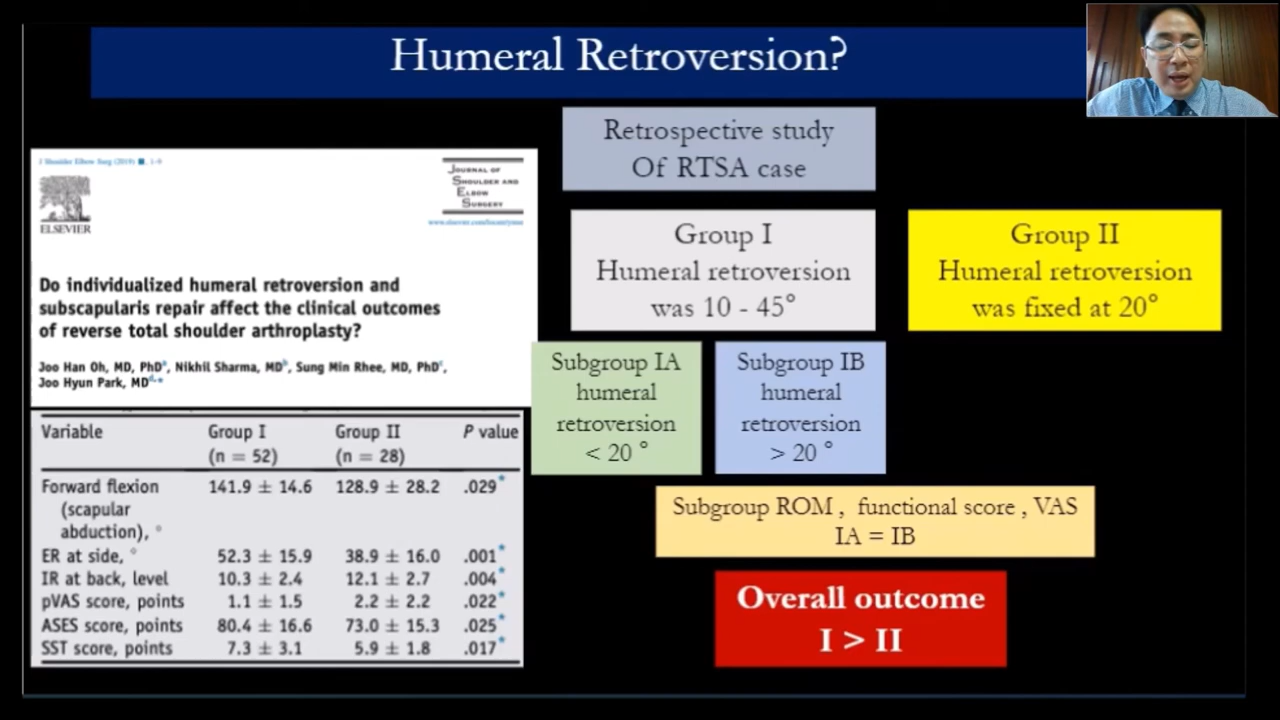 Humeral Retroversion?
J Shoulder Elbow Surg (2019) ■, 1–9
JOURNAL OF
SHOULDER AND
ELBOW
SURGERY
ELSEVIER
Do individualized humeral retroversion and
subscapularis repair affect the clinical outcomes
of reverse total shoulder arthroplasty?
Joo Han Oh, MD, PhD, Nikhil Sharma, MD, Sung Min Rhee, MD, PhD,
Joo Hyun Park, MD
Retrospective study
Of RTSA case
Group I
Humeral retroversion
was 10 - 45°
Group II
Humeral retroversion
was fixed at 20°
Subgroup IA
humeral
retroversion
< 20 °
Subgroup IB
humeral
retroversion
> 20 °
Subgroup ROM , functional score , VAS
IA = IB
Overall outcome
I > II
Variable Group I Group II P value
(n = 52) (n = 28)
Forward flexion 141.9 ± 14.6 128.9 ± 28.2 .029*
(scapular
abduction), °
ER at side, ° 52.3 ± 15.9 38.9 ± 16.0 .001*
IR at back, level 10.3 ± 2.4 12.1 ± 2.7 .004*
pVAS score, points 1.1 ± 1.5 2.2 ± 2.2 .022*
ASES score, points 80.4 ± 16.6 73.0 ± 15.3 .025*
SST score, points 7.3 ± 3.1 5.9 ± 1.8 .017*